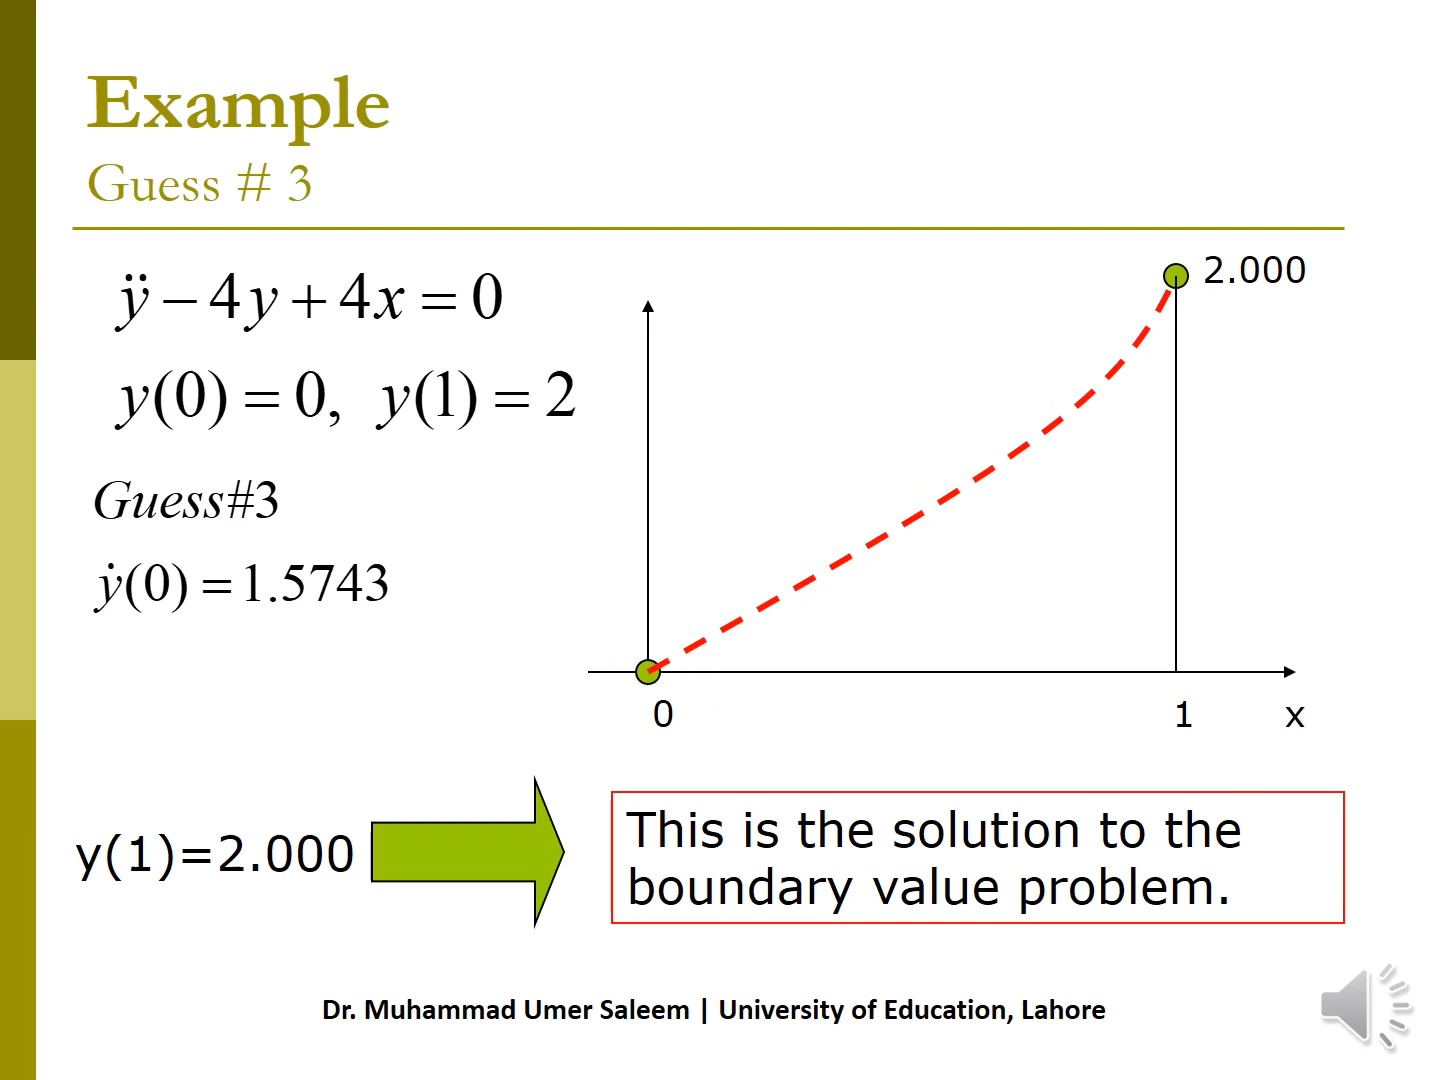 Example
Guess # 3
ÿ − 4y + 4x = 0
y(0) = 0, y(1) = 2
Guess#3
ẏ(0) = 1.5743
2.000
0
1
x
y(1)=2.000
This is the solution to the
boundary value problem.
Dr. Muhammad Umer Saleem | University of Education, Lahore